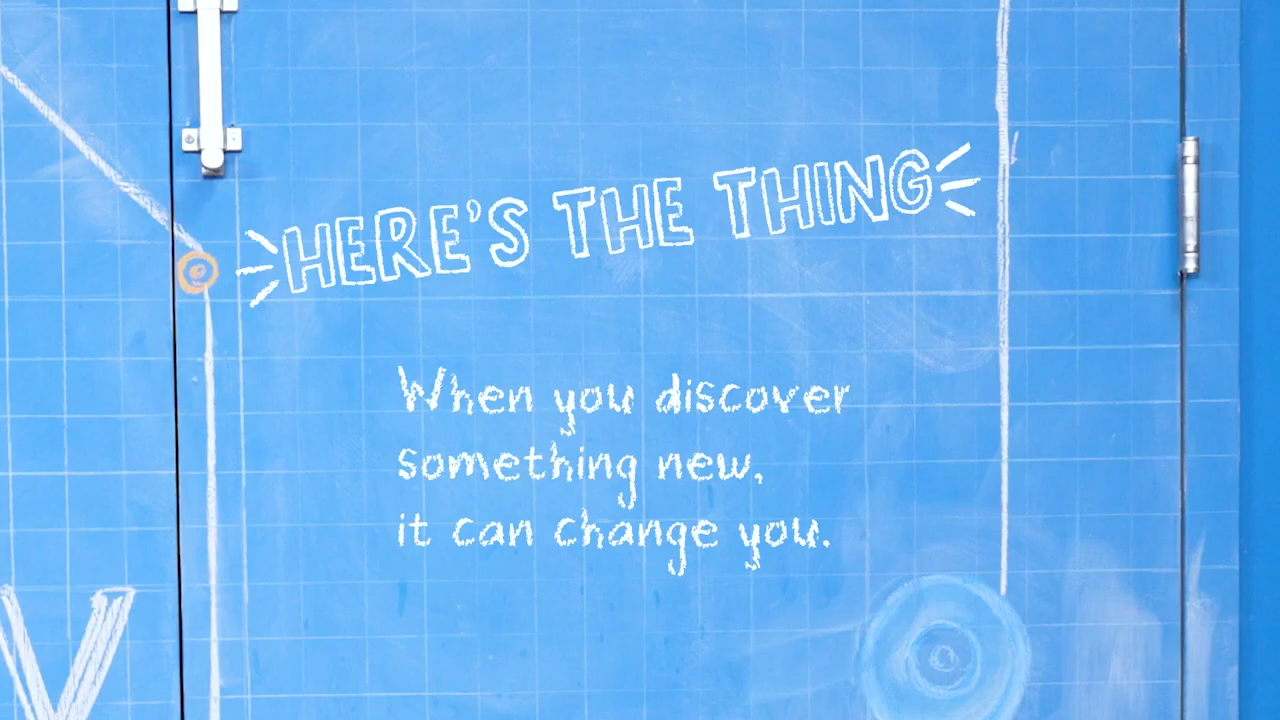 HERE'S THE THING
When you discover
something new,
it can change you.
V